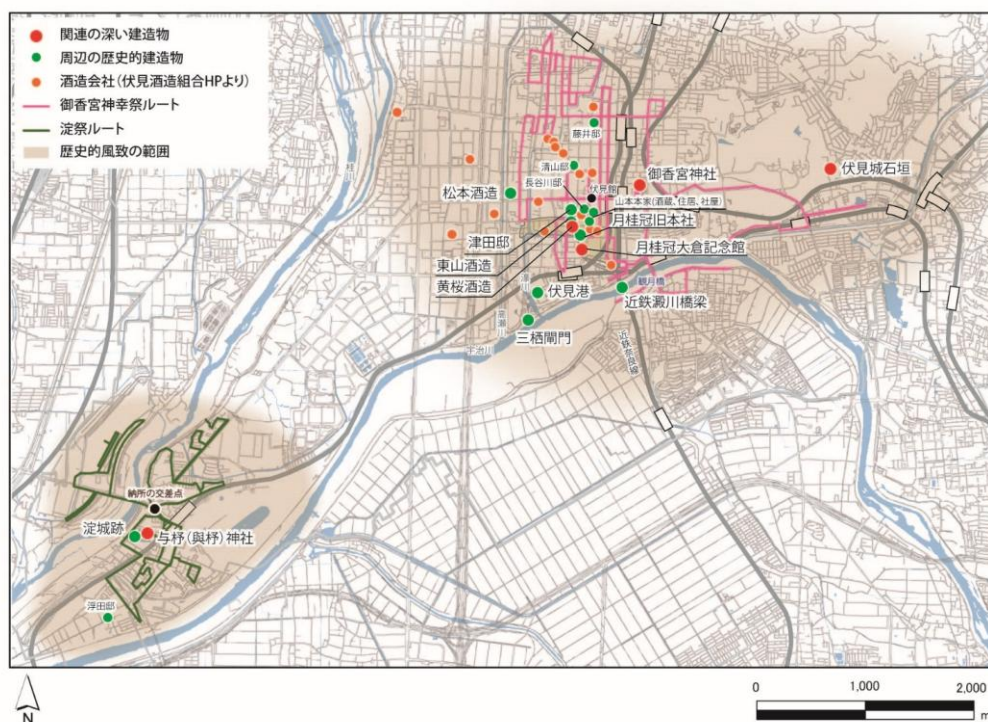 関連の深い建造物
周辺の歴史的建造物
酒造会社(伏見酒造組合HPより)
御香宮神幸祭ルート
淀祭ルート
歴史的風致の範囲
藤井邸
清山邸
長谷川邸
伏見館
御香宮神社
伏見城石垣
松本酒造
山本本家(酒蔵、住居、社屋)
月桂冠旧本社
津田邸
月桂冠大倉記念館
東山酒造
黄桜酒造
濠川
観月橋
伏見港
近鉄澱川橋梁
高瀬川
三栖閘門
宇治川
近鉄奈良線
桂川
納所の交差点
淀城跡
与杼(與杼)神社
浮田邸
N
0 1,000 2,000
m